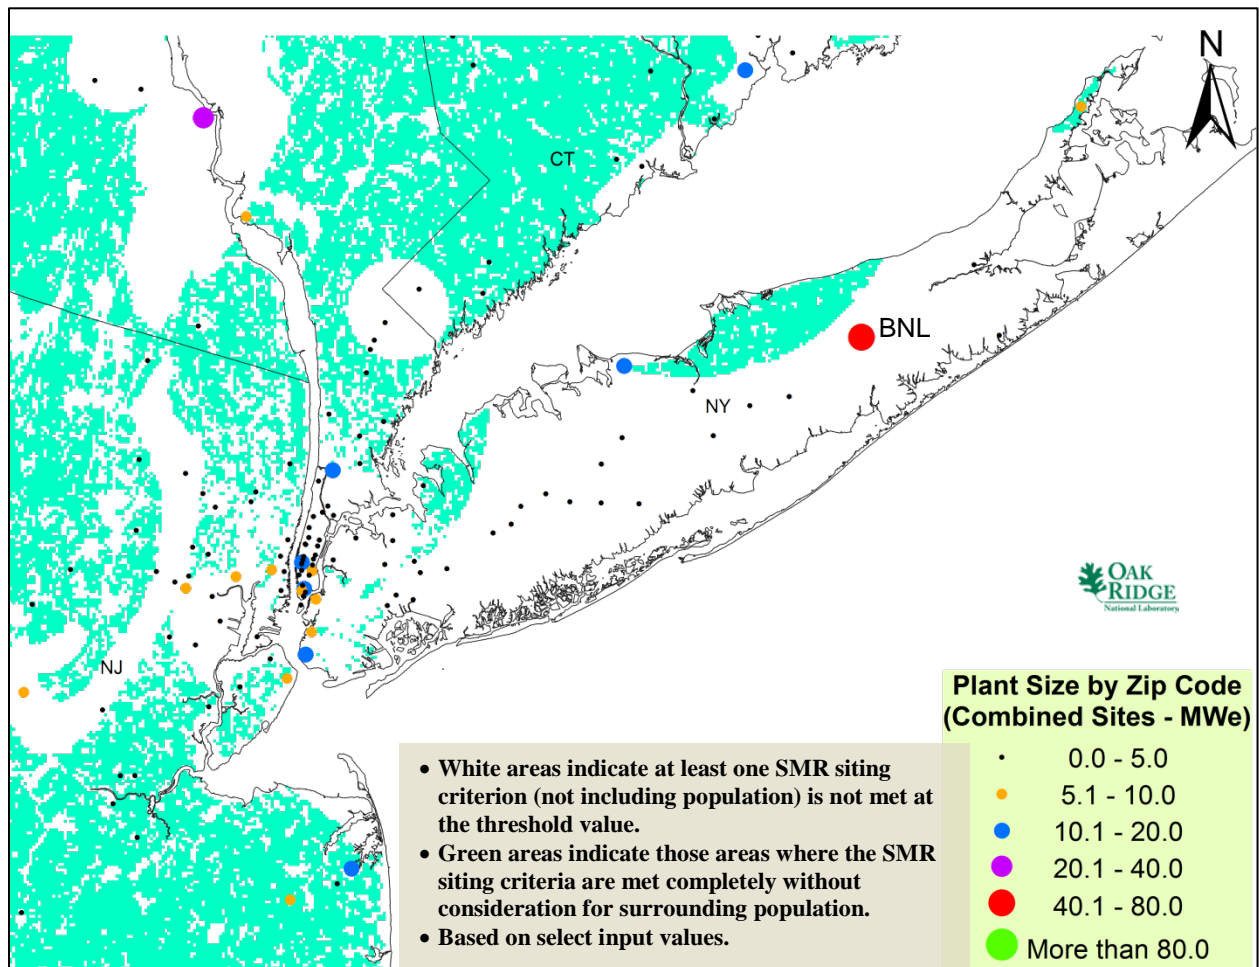 N
CT
BNL
NY
OAK
RIDGE
National Laboratory
NJ
Plant Size by Zip Code
(Combined Sites - MWe)
0.0 - 5.0
5.1 - 10.0
10.1 - 20.0
20.1 - 40.0
40.1 - 80.0
More than 80.0
• White areas indicate at least one SMR siting
criterion (not including population) is not met at
the threshold value.
• Green areas indicate those areas where the SMR
siting criteria are met completely without
consideration for surrounding population.
• Based on select input values.